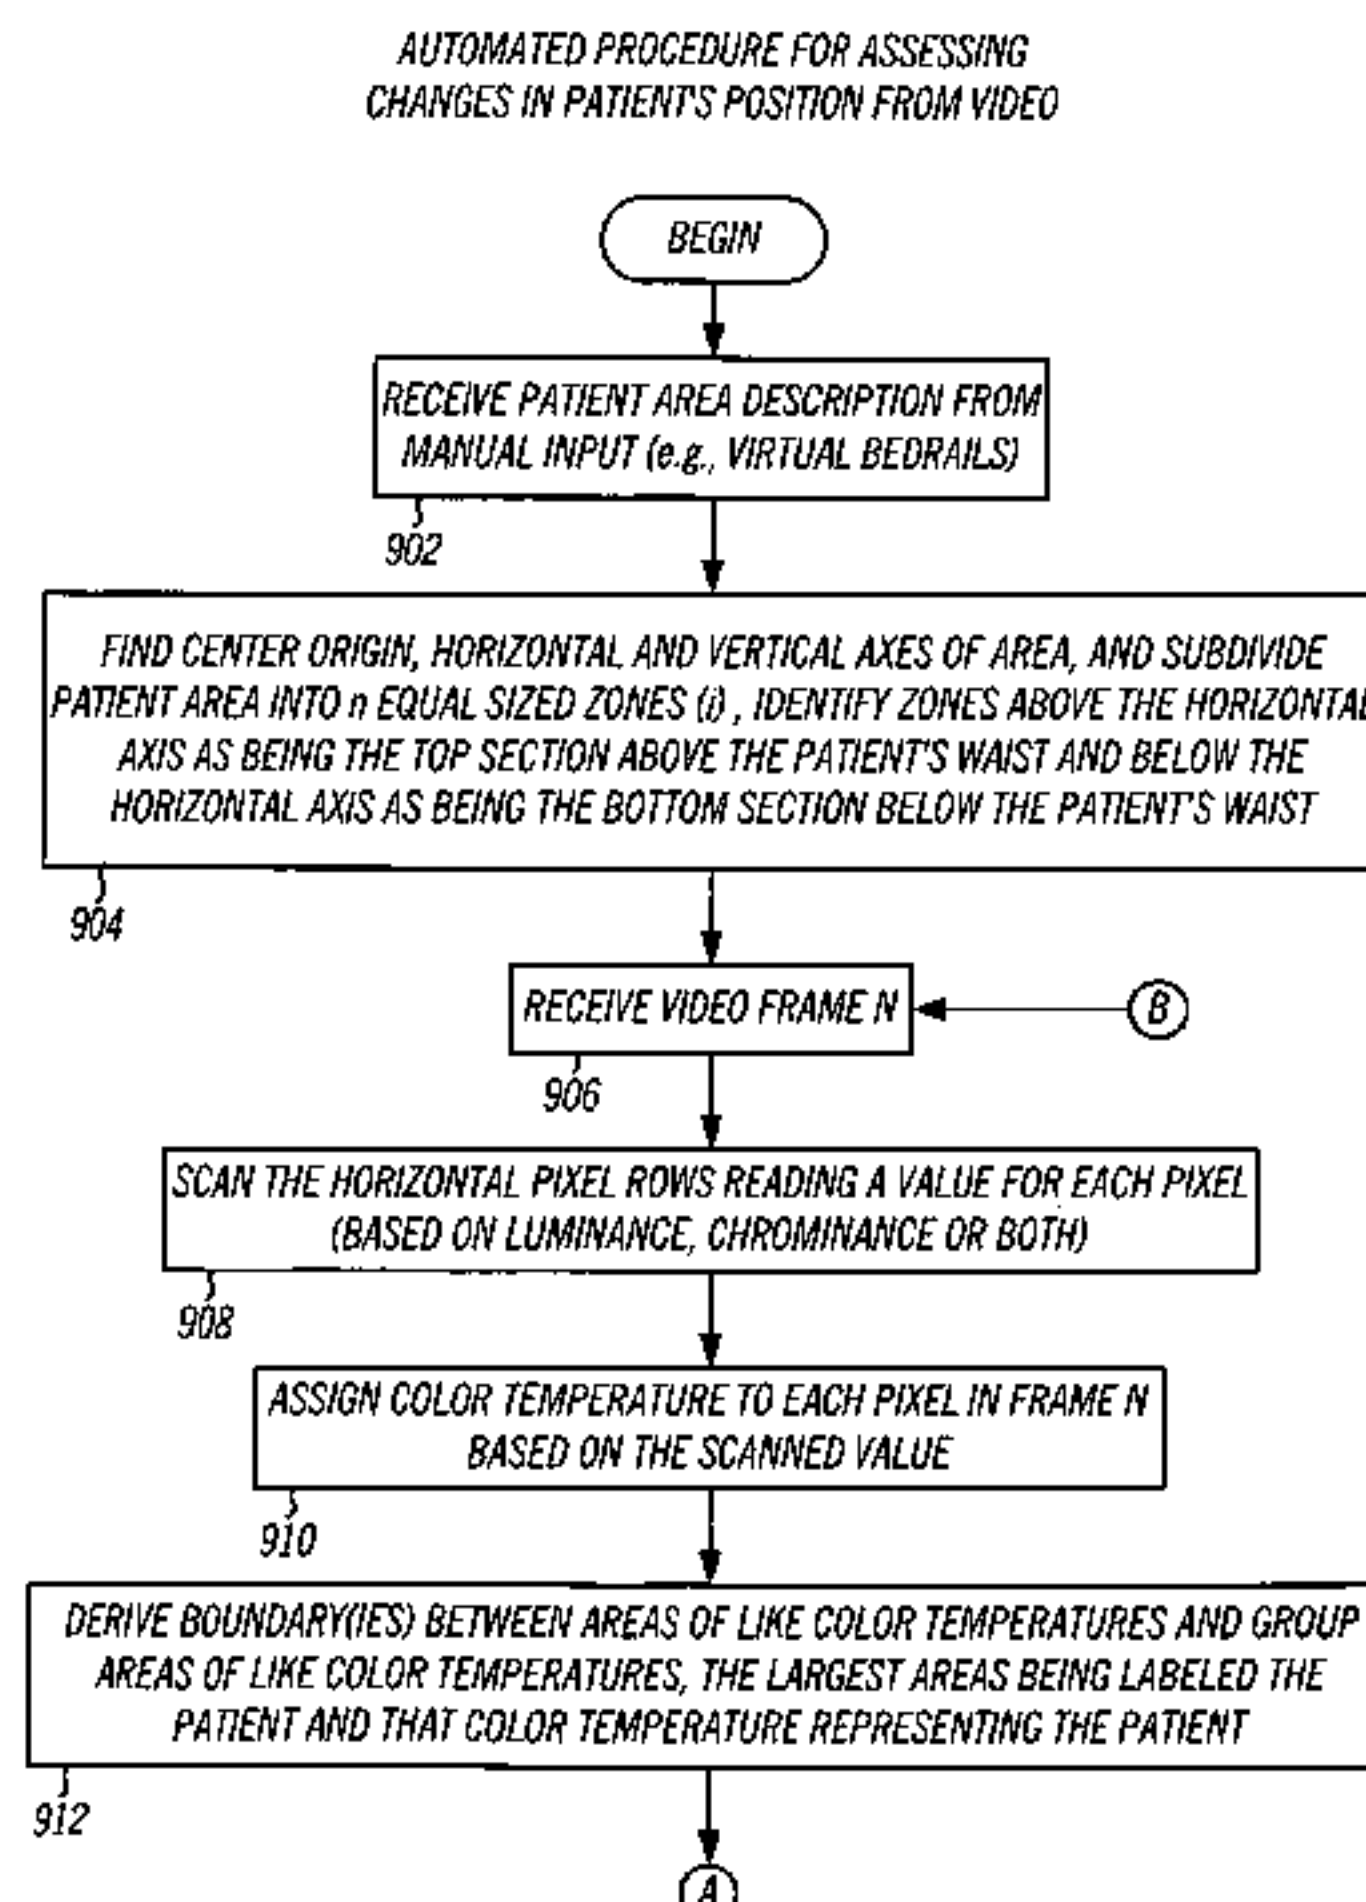 AUTOMATED PROCEDURE FOR ASSESSING
CHANGES IN PATIENT'S POSITION FROM VIDEO
BEGIN
RECEIVE PATIENT AREA DESCRIPTION FROM
MANUAL INPUT (e.g., VIRTUAL BEDRAILS)
902
FIND CENTER ORIGIN, HORIZONTAL AND VERTICAL AXES OF AREA, AND SUBDIVIDE
PATIENT AREA INTO n EQUAL SIZED ZONES (i), IDENTIFY ZONES ABOVE THE HORIZONTAL
AXIS AS BEING THE TOP SECTION ABOVE THE PATIENT'S WAIST AND BELOW THE
HORIZONTAL AXIS AS BEING THE BOTTOM SECTION BELOW THE PATIENT'S WAIST
904
RECEIVE VIDEO FRAME N
B
906
SCAN THE HORIZONTAL PIXEL ROWS READING A VALUE FOR EACH PIXEL
(BASED ON LUMINANCE, CHROMINANCE OR BOTH)
908
ASSIGN COLOR TEMPERATURE TO EACH PIXEL IN FRAME N
BASED ON THE SCANNED VALUE
910
DERIVE BOUNDARY(IES) BETWEEN AREAS OF LIKE COLOR TEMPERATURES AND GROUP
AREAS OF LIKE COLOR TEMPERATURES, THE LARGEST AREAS BEING LABELED THE
PATIENT AND THAT COLOR TEMPERATURE REPRESENTING THE PATIENT
912
A